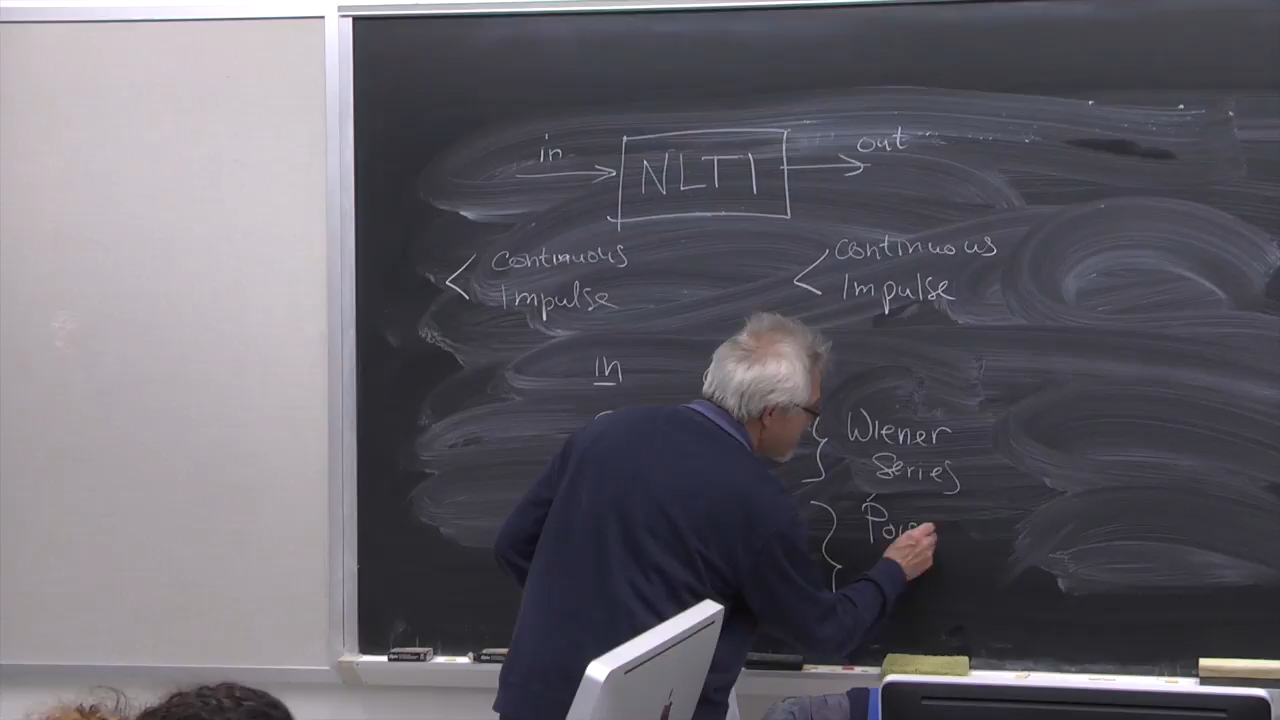 in
NLTI
out
Continuous
Impulse
Continuous
Impulse
in
Wiener
Series